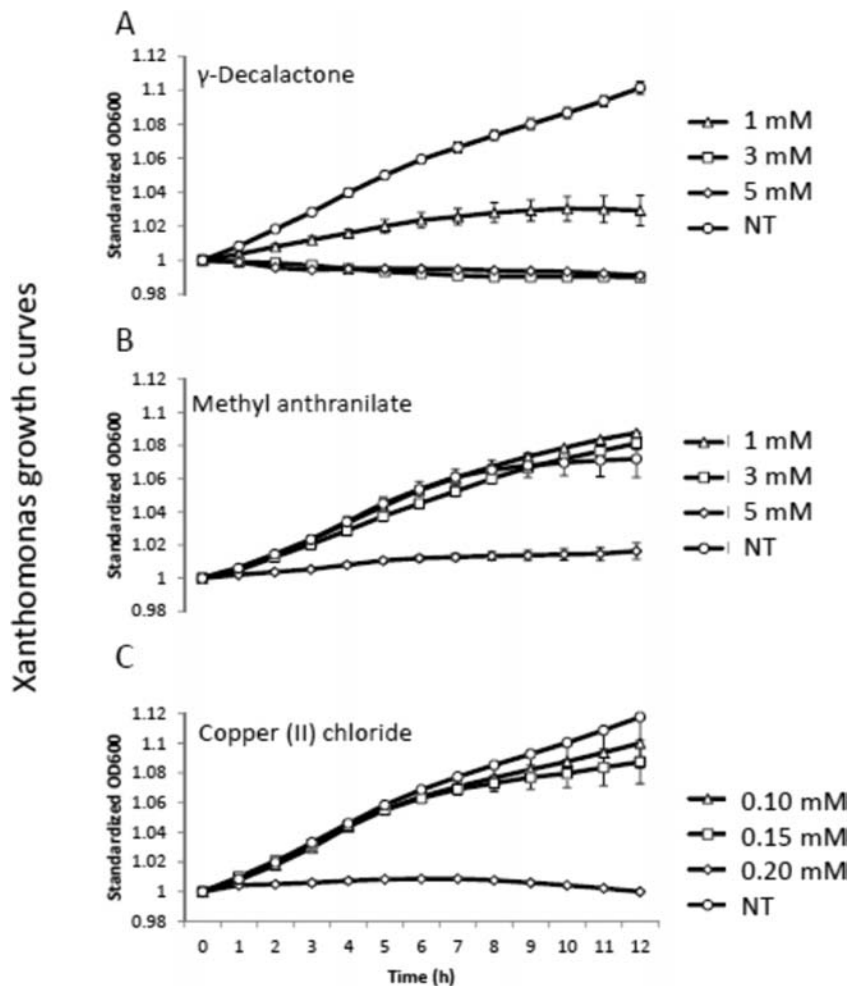 A
1.12
1.1
1.08
1.06
1.04
1.02
1
0.98
Standardized OD600
γ-Decalactone
1 mM
3 mM
5 mM
NT
B
1.12
1.1
1.08
1.06
1.04
1.02
1
0.98
Standardized OD600
Methyl anthranilate
1 mM
3 mM
5 mM
NT
C
1.12
1.1
1.08
1.06
1.04
1.02
1
0.98
Standardized OD600
Copper (II) chloride
0.10 mM
0.15 mM
0.20 mM
NT
0 1 2 3 4 5 6 7 8 9 10 11 12
Time (h)
Xanthomonas growth curves